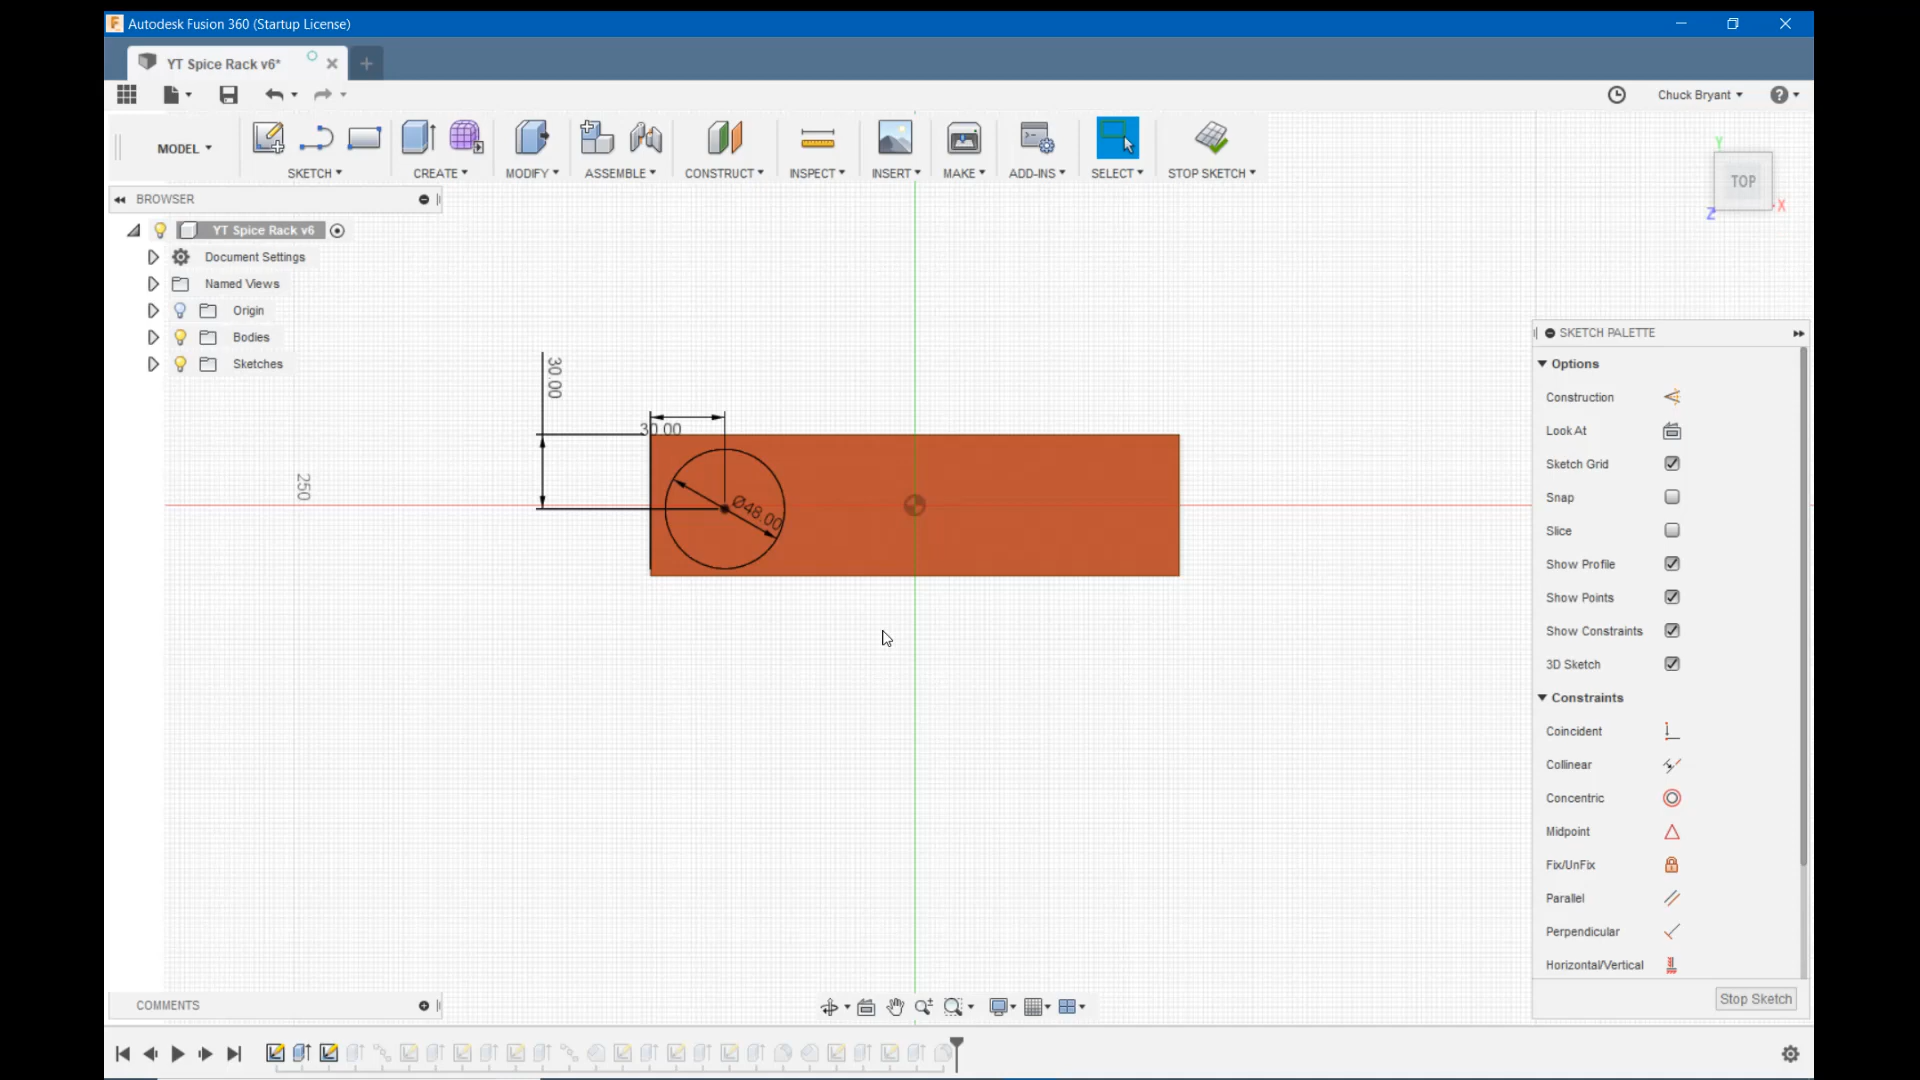 Autodesk Fusion 360 (Startup License)
YT Spice Rack v6*
Chuck Bryant
MODEL
SKETCH
CREATE
MODIFY
ASSEMBLE
CONSTRUCT
INSPECT
INSERT
MAKE
ADD-INS
SELECT
STOP SKETCH
Y
TOP
X
Z
BROWSER
YT Spice Rack v6
Document Settings
Named Views
Origin
Bodies
Sketches
30.00
30.00
Ø48.00
250
SKETCH PALETTE
Options
Construction
Look At
Sketch Grid
Snap
Slice
Show Profile
Show Points
Show Constraints
3D Sketch
Constraints
Coincident
Collinear
Concentric
Midpoint
Fix/UnFix
Parallel
Perpendicular
Horizontal/Vertical
Stop Sketch
COMMENTS